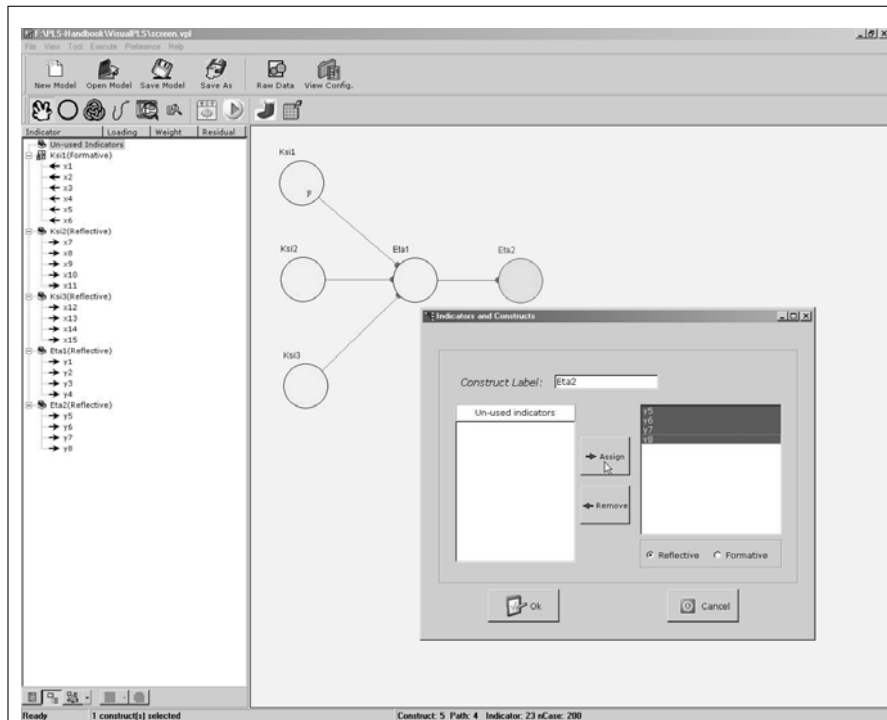 F:\PLS-Handbook\VisualPLS\screen.vpl
File View Tool Execute Preference Help
New Model Open Model Save Model Save As Raw Data View Config.
Indicator Loading Weight Residual
Un-used Indicators
Ksi1(Formative)
x1
x2
x3
x4
x5
x6
Ksi2(Reflective)
x7
x8
x9
x10
x11
Ksi3(Reflective)
x12
x13
x14
x15
Eta1(Reflective)
y1
y2
y3
y4
Eta2(Reflective)
y5
y6
y7
y8
Ksi1
F
Ksi2
Eta1
Eta2
Ksi3
Indicators and Constructs
Construct Label: Eta2
Un-used indicators
y5
y6
y7
y8
Assign
Remove
Reflective Formative
Ok
Cancel
Ready 1 construct(s) selected Construct: 5 Path: 4 Indicator: 23 nCase: 200